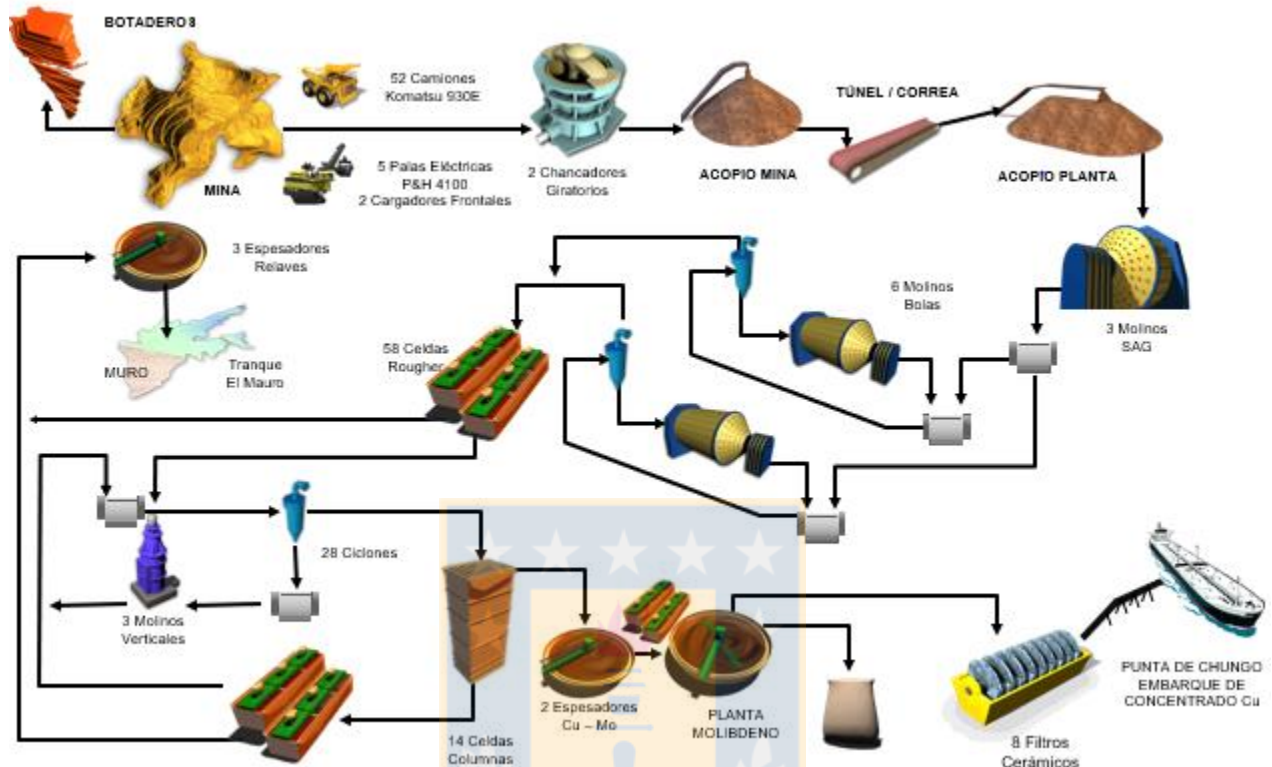 BOTADERO 8
52 Camiones
Komatsu 930E
MINA
5 Palas Eléctricas
P&H 4100
2 Cargadores Frontales
2 Chancadores
Giratorios
ACOPIO MINA
TÚNEL / CORREA
ACOPIO PLANTA
3 Espesadores
Relaves
MURO
Tranque
El Mauro
58 Celdas
Rougher
6 Molinos
Bolas
3 Molinos
SAG
28 Ciclones
3 Molinos
Verticales
14 Celdas
Columnas
2 Espesadores
Cu – Mo
PLANTA
MOLIBDENO
8 Filtros
Cerámicos
PUNTA DE CHUNGO
EMBARQUE DE
CONCENTRADO Cu